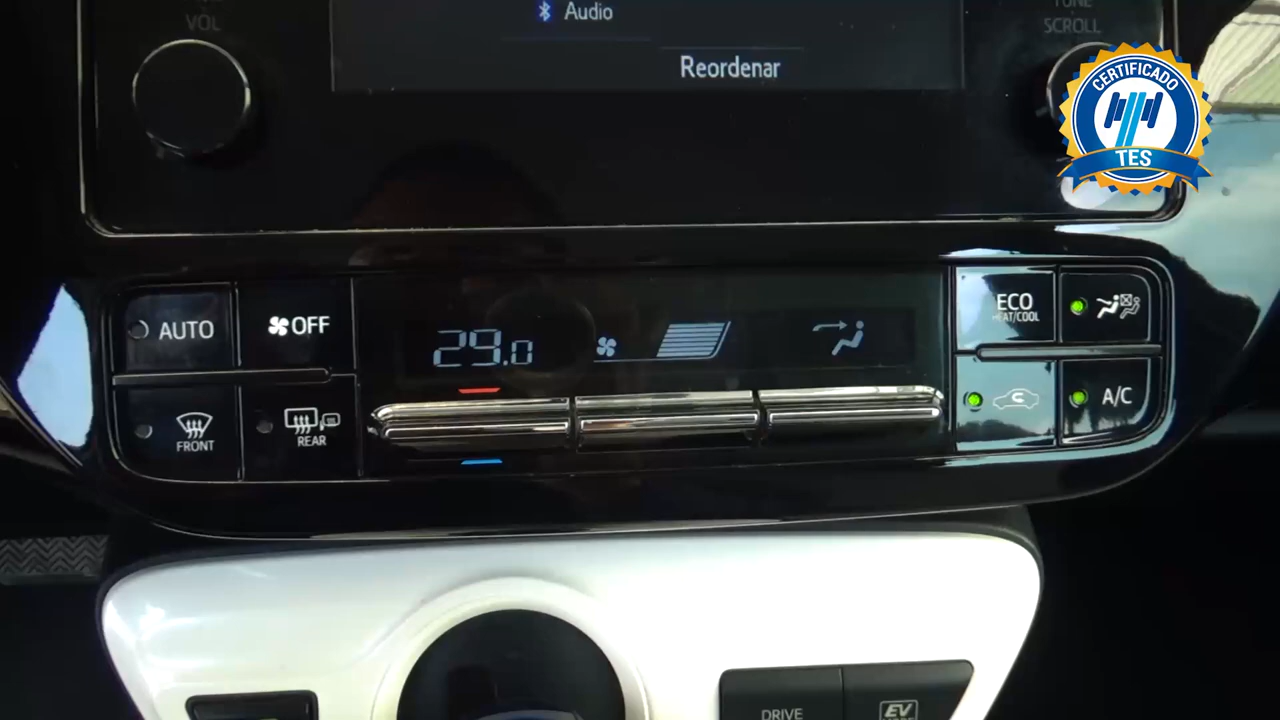 Audio
VOL
TUNE
SCROLL
Reordenar
CERTIFICADO
TES
AUTO
OFF
29.0
ECO
HEAT/COOL
FRONT
REAR
A/C
DRIVE
EV